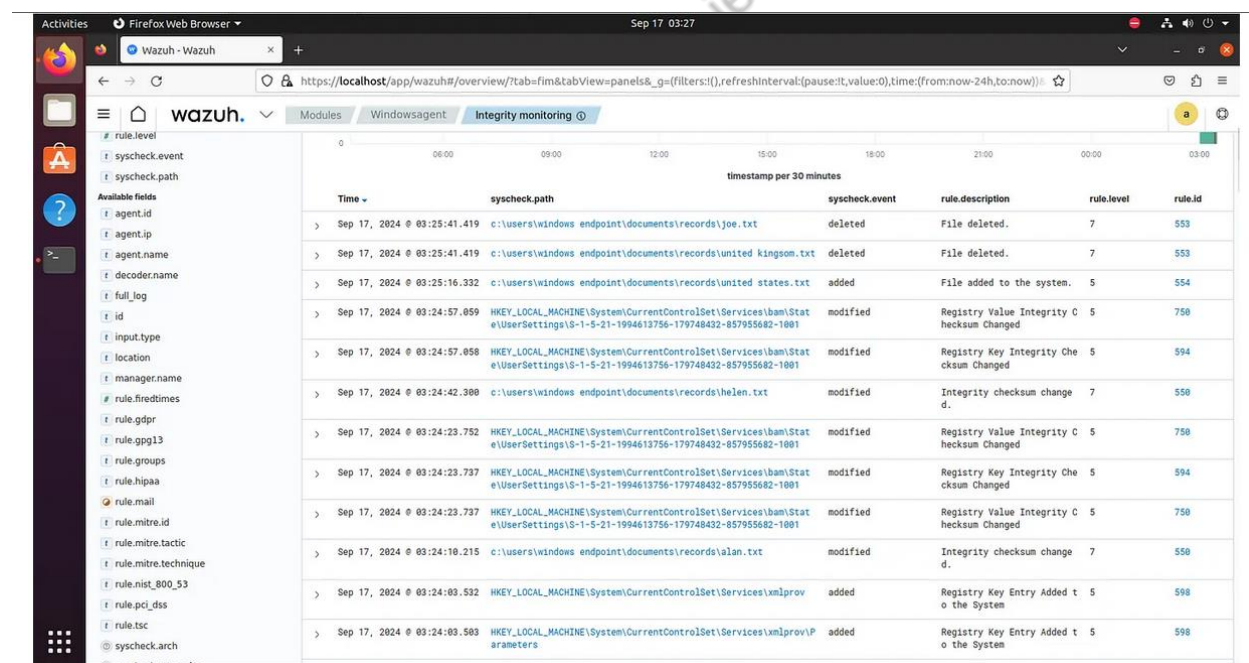 Activities Firefox Web Browser Sep 17 03:27
Wazuh - Wazuh × +
https://localhost/app/wazuh#/overview/?tab=fim&tabView=panels&_g=(filters:!(),refreshInterval:(pause:!t,value:0),time:(from:now-24h,to:now))&
wazuh. Modules Windowsagent Integrity monitoring a
# rule.level
t syscheck.event
t syscheck.path
Available fields
t agent.id
t agent.ip
t agent.name
t decoder.name
t full_log
t id
t input.type
t location
t manager.name
# rule.firedtimes
t rule.gdpr
t rule.gpg13
t rule.groups
t rule.hipaa
rule.mail
t rule.mitre.id
t rule.mitre.tactic
t rule.mitre.technique
t rule.nist_800_53
t rule.pci_dss
t rule.tsc
syscheck.arch
0
06:00 09:00 12:00 15:00 18:00 21:00 00:00 03:00
timestamp per 30 minutes
Time syscheck.path syscheck.event rule.description rule.level rule.id
Sep 17, 2024 @ 03:25:41.419 c:\users\windows endpoint\documents\records\joe.txt deleted File deleted. 7 553
Sep 17, 2024 @ 03:25:41.419 c:\users\windows endpoint\documents\records\united kingsom.txt deleted File deleted. 7 553
Sep 17, 2024 @ 03:25:16.332 c:\users\windows endpoint\documents\records\united states.txt added File added to the system. 5 554
Sep 17, 2024 @ 03:24:57.059 HKEY_LOCAL_MACHINE\System\CurrentControlSet\Services\bam\Stat modified Registry Value Integrity C 5 750
e\UserSettings\S-1-5-21-1994613756-179748432-857955682-1001 hecksum Changed
Sep 17, 2024 @ 03:24:57.058 HKEY_LOCAL_MACHINE\System\CurrentControlSet\Services\bam\Stat modified Registry Key Integrity Che 5 594
e\UserSettings\S-1-5-21-1994613756-179748432-857955682-1001 cksum Changed
Sep 17, 2024 @ 03:24:42.300 c:\users\windows endpoint\documents\records\helen.txt modified Integrity checksum change 7 550
d.
Sep 17, 2024 @ 03:24:23.752 HKEY_LOCAL_MACHINE\System\CurrentControlSet\Services\bam\Stat modified Registry Value Integrity C 5 750
e\UserSettings\S-1-5-21-1994613756-179748432-857955682-1001 hecksum Changed
Sep 17, 2024 @ 03:24:23.737 HKEY_LOCAL_MACHINE\System\CurrentControlSet\Services\bam\Stat modified Registry Key Integrity Che 5 594
e\UserSettings\S-1-5-21-1994613756-179748432-857955682-1001 cksum Changed
Sep 17, 2024 @ 03:24:23.737 HKEY_LOCAL_MACHINE\System\CurrentControlSet\Services\bam\Stat modified Registry Value Integrity C 5 750
e\UserSettings\S-1-5-21-1994613756-179748432-857955682-1001 hecksum Changed
Sep 17, 2024 @ 03:24:10.215 c:\users\windows endpoint\documents\records\alan.txt modified Integrity checksum change 7 550
d.
Sep 17, 2024 @ 03:24:03.532 HKEY_LOCAL_MACHINE\System\CurrentControlSet\Services\xmlprov added Registry Key Entry Added t 5 598
o the System
Sep 17, 2024 @ 03:24:03.503 HKEY_LOCAL_MACHINE\System\CurrentControlSet\Services\xmlprov\P added Registry Key Entry Added t 5 598
arameters o the System